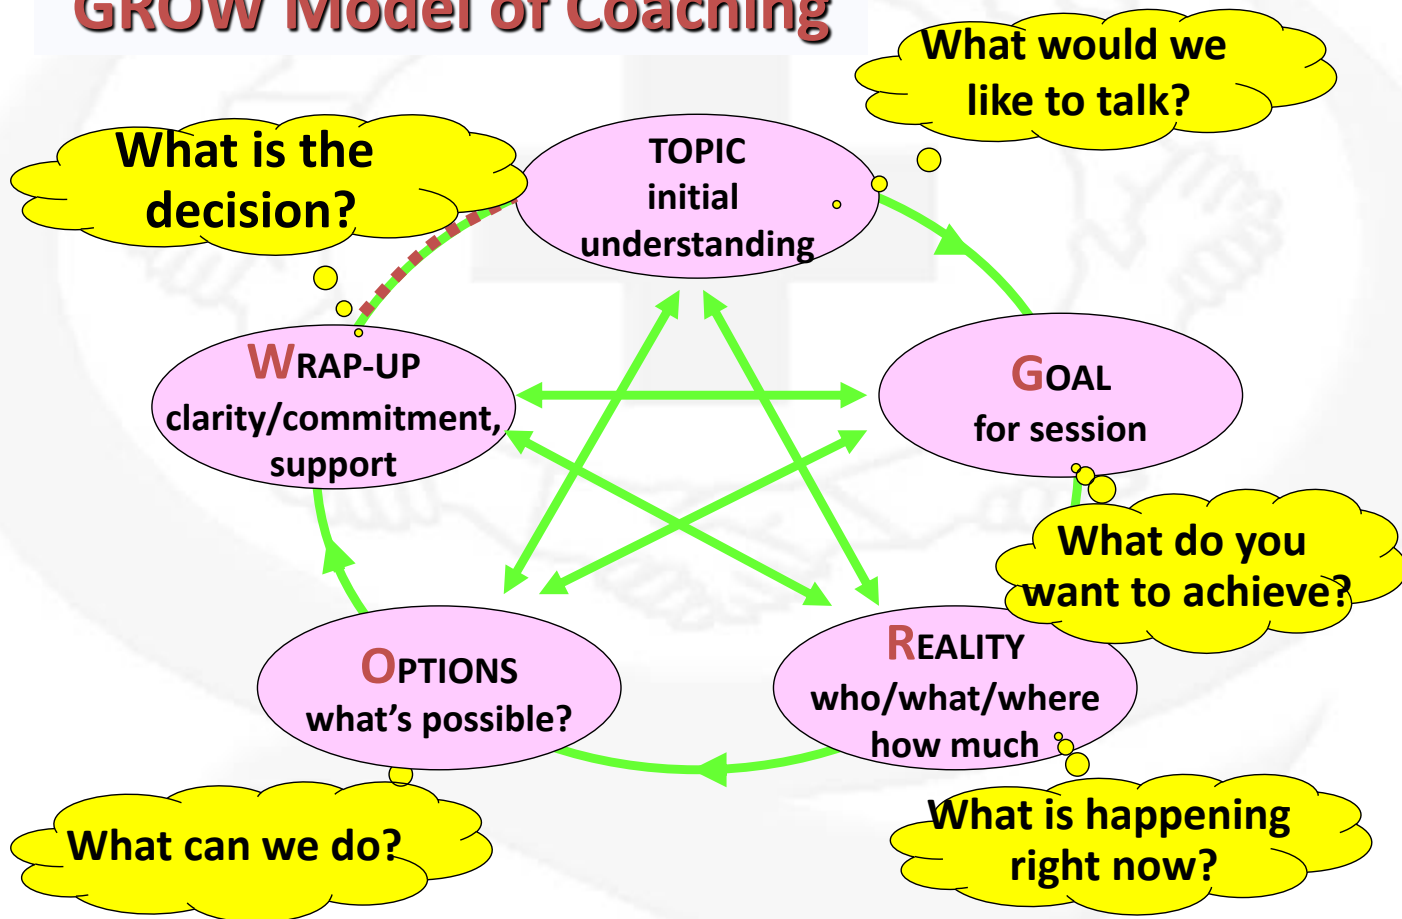 GROW Model of Coaching
What would we
like to talk?
What is the
decision?
TOPIC
initial
understanding
WRAP-UP
clarity/commitment,
support
GOAL
for session
What do you
want to achieve?
OPTIONS
what's possible?
REALITY
who/what/where
how much
What can we do?
What is happening
right now?